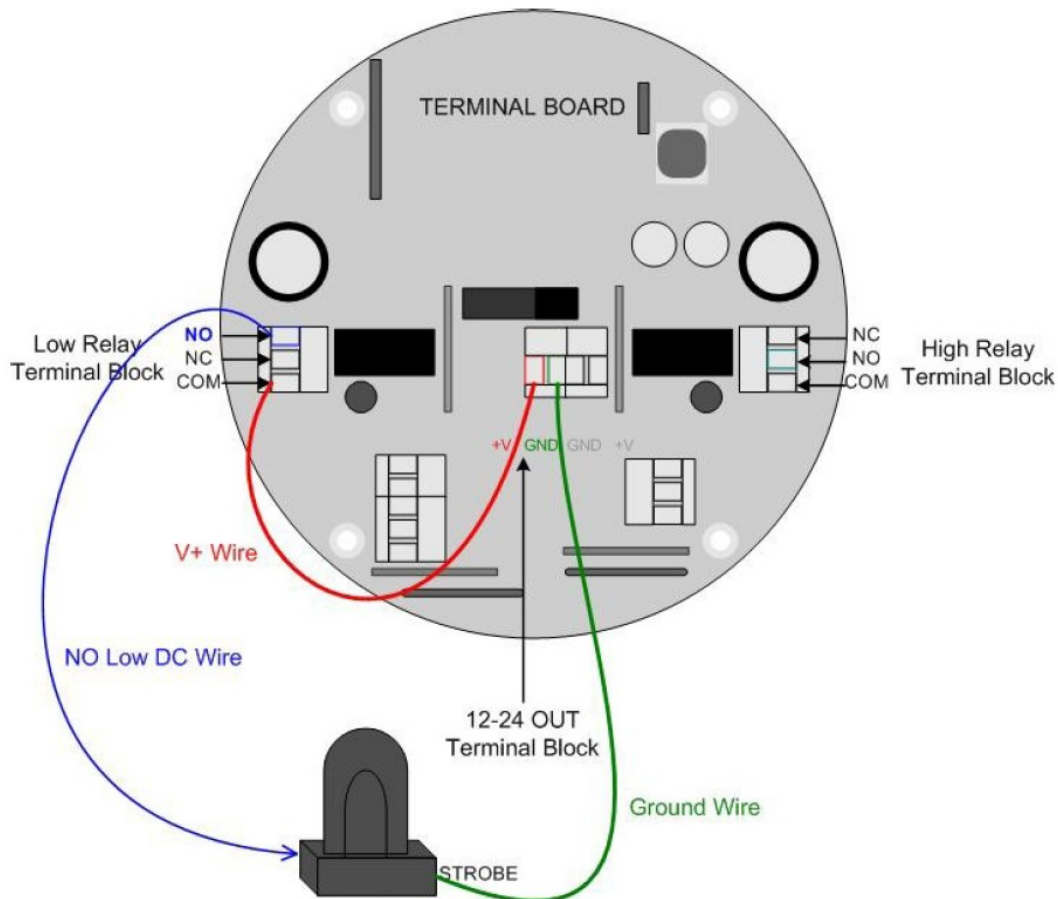 TERMINAL BOARD
Low Relay
Terminal Block
NO
NC
COM
NC
NO
COM
High Relay
Terminal Block
+V GND GND +V
V+ Wire
NO Low DC Wire
12-24 OUT
Terminal Block
Ground Wire
STROBE